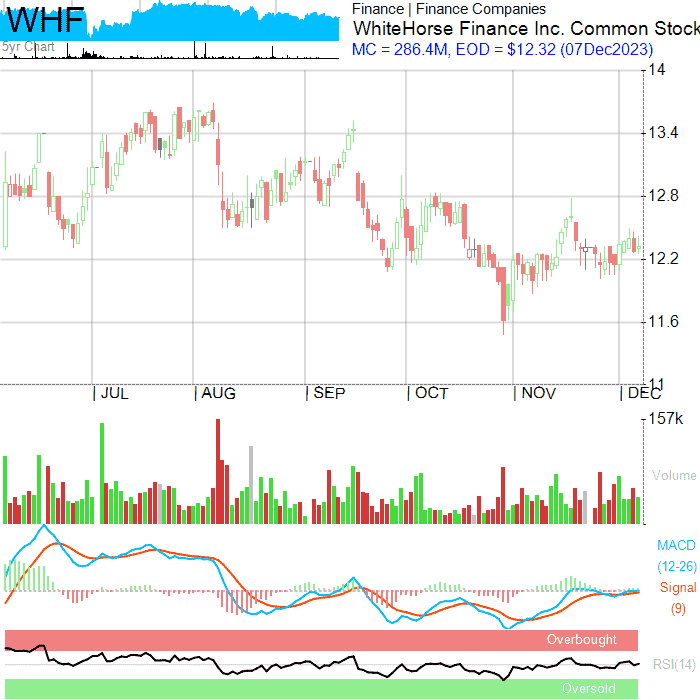 WHF
5yr Chart
Finance | Finance Companies
WhiteHorse Finance Inc. Common Stock
MC = 286.4M, EOD = $12.32 (07Dec2023)
14
13.4
12.8
12.2
11.6
11
JUL AUG SEP OCT NOV DEC
157k
Volume
MACD
(12-26)
Signal
(9)
Overbought
RSI(14)
Oversold